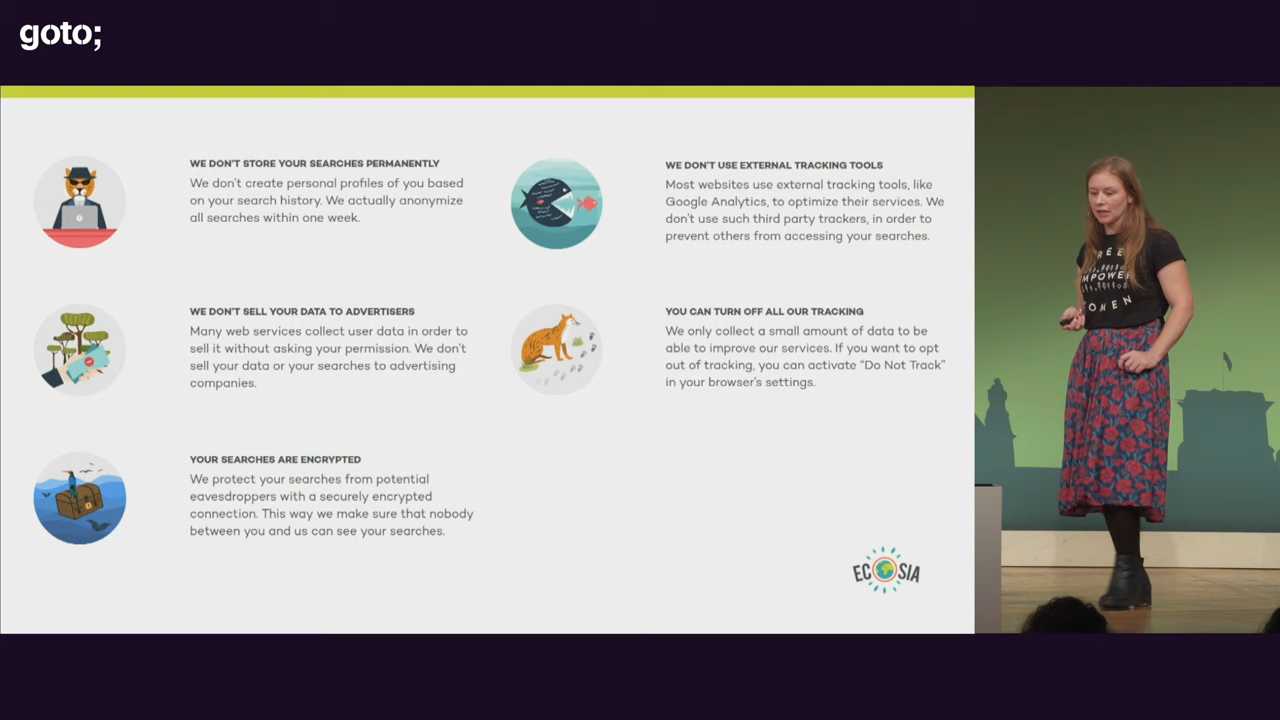 goto;
WE DON'T STORE YOUR SEARCHES PERMANENTLY
We don't create personal profiles of you based
on your search history. We actually anonymize
all searches within one week.
WE DON'T USE EXTERNAL TRACKING TOOLS
Most websites use external tracking tools, like
Google Analytics, to optimize their services. We
don't use such third party trackers, in order to
prevent others from accessing your searches.
WE DON'T SELL YOUR DATA TO ADVERTISERS
Many web services collect user data in order to
sell it without asking your permission. We don't
sell your data or your searches to advertising
companies.
YOU CAN TURN OFF ALL OUR TRACKING
We only collect a small amount of data to be
able to improve our services. If you want to opt
out of tracking, you can activate “Do Not Track”
in your browser's settings.
YOUR SEARCHES ARE ENCRYPTED
We protect your searches from potential
eavesdroppers with a securely encrypted
connection. This way we make sure that nobody
between you and us can see your searches.
ECOSIA